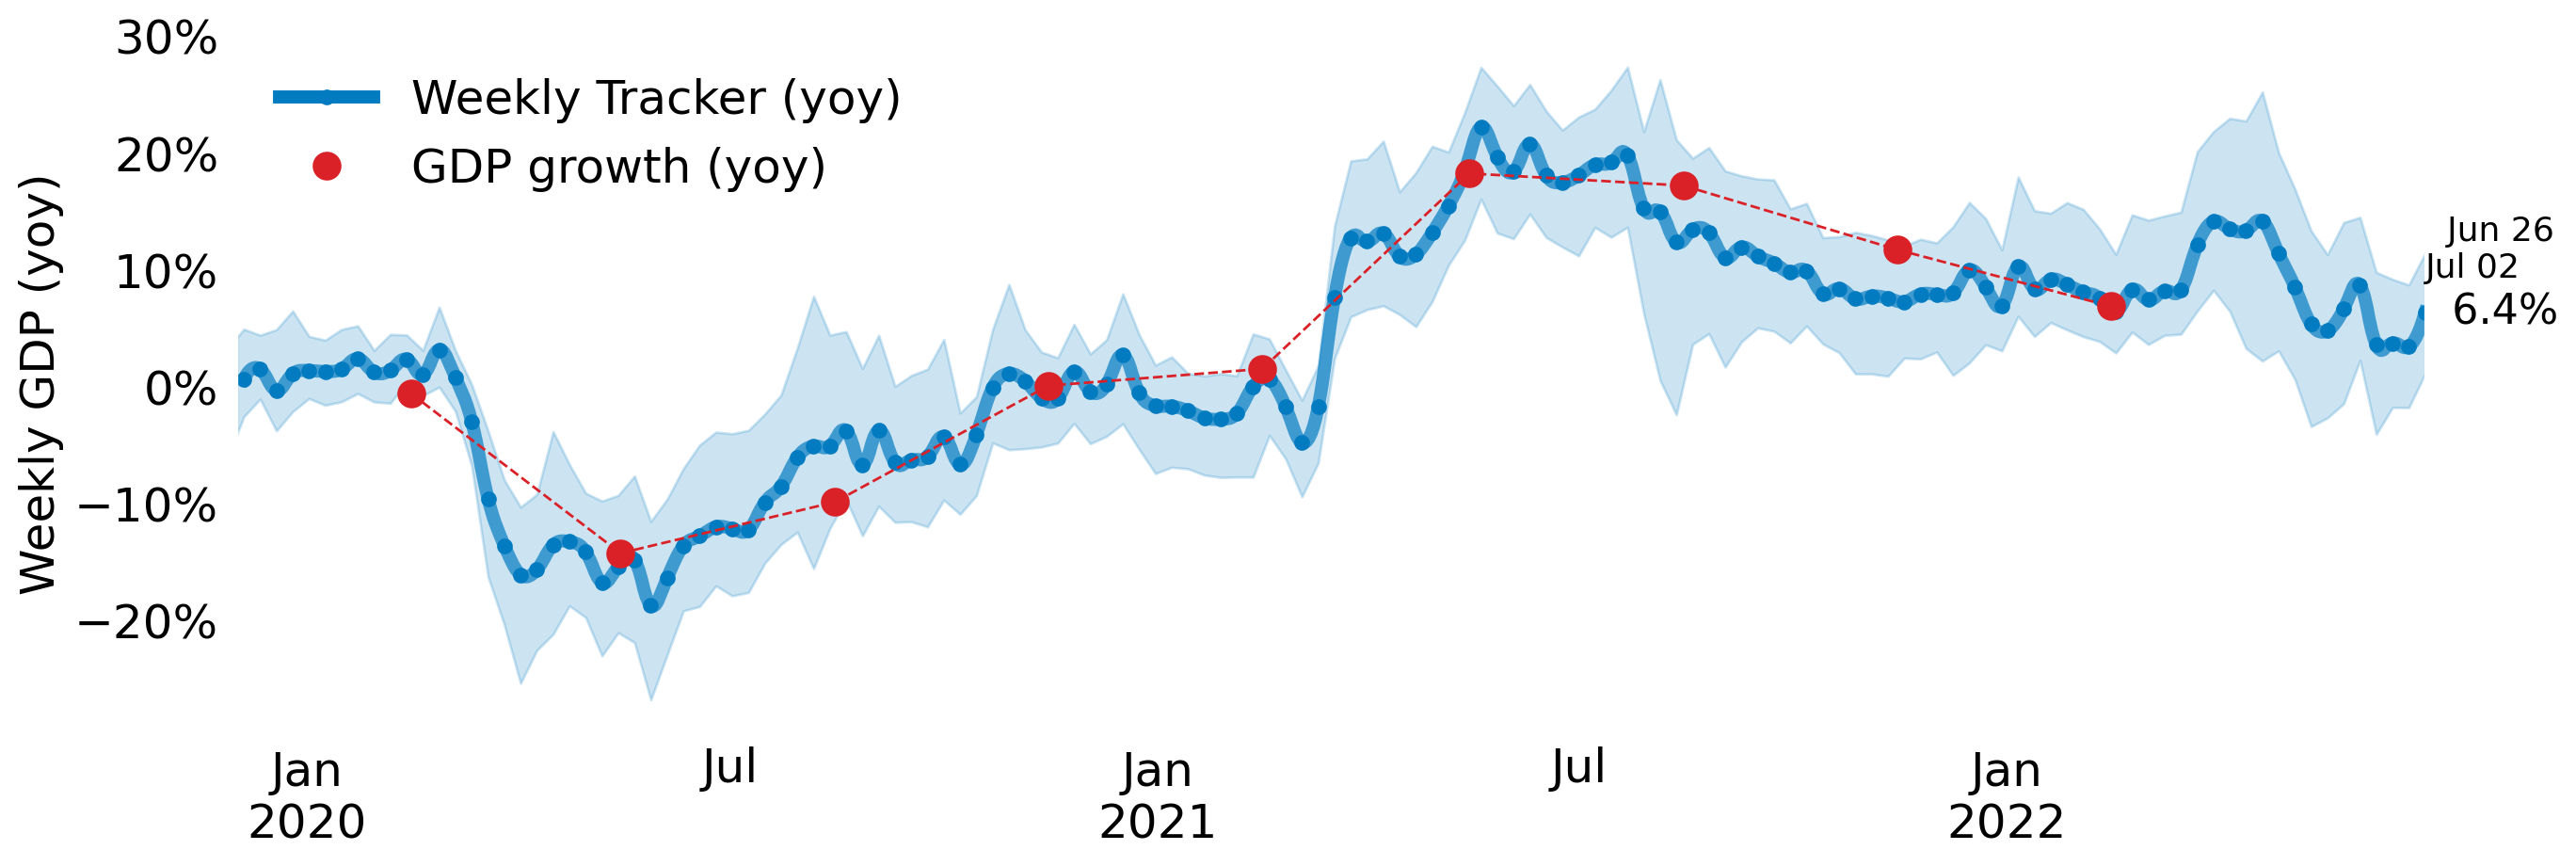 30%
20%
10%
0%
−10%
−20%
Weekly GDP (yoy)
Weekly Tracker (yoy)
GDP growth (yoy)
Jun 26
Jul 02
6.4%
Jan
2020
Jul
Jan
2021
Jul
Jan
2022